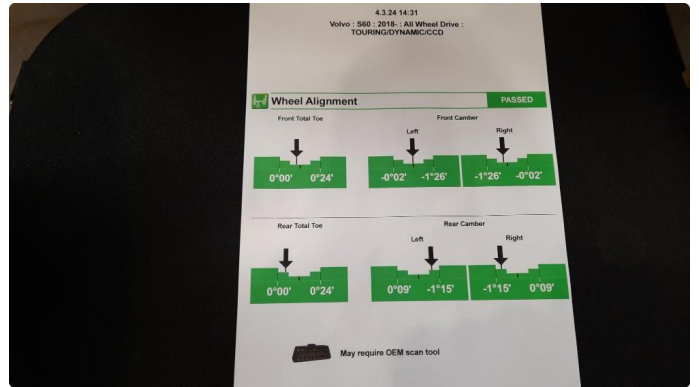 4.3.24 14:31
Volvo : S60 : 2018- : All Wheel Drive :
TOURING/DYNAMIC/CCD
Wheel Alignment PASSED
Front Total Toe Front Camber
Left Right
0°00' 0°24' -0°02' -1°26' -1°26' -0°02'
Rear Total Toe Rear Camber
Left Right
0°00' 0°24' 0°09' -1°15' -1°15' 0°09'
May require OEM scan tool